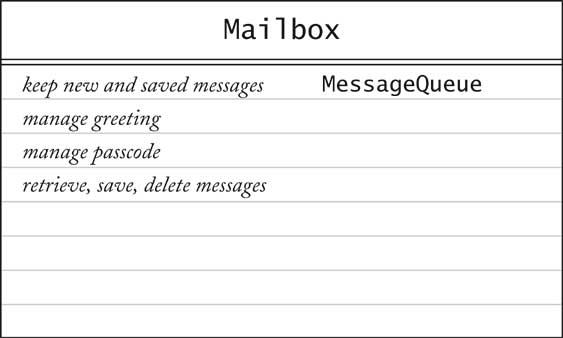 Mailbox
keep new and saved messages MessageQueue
manage greeting
manage passcode
retrieve, save, delete messages